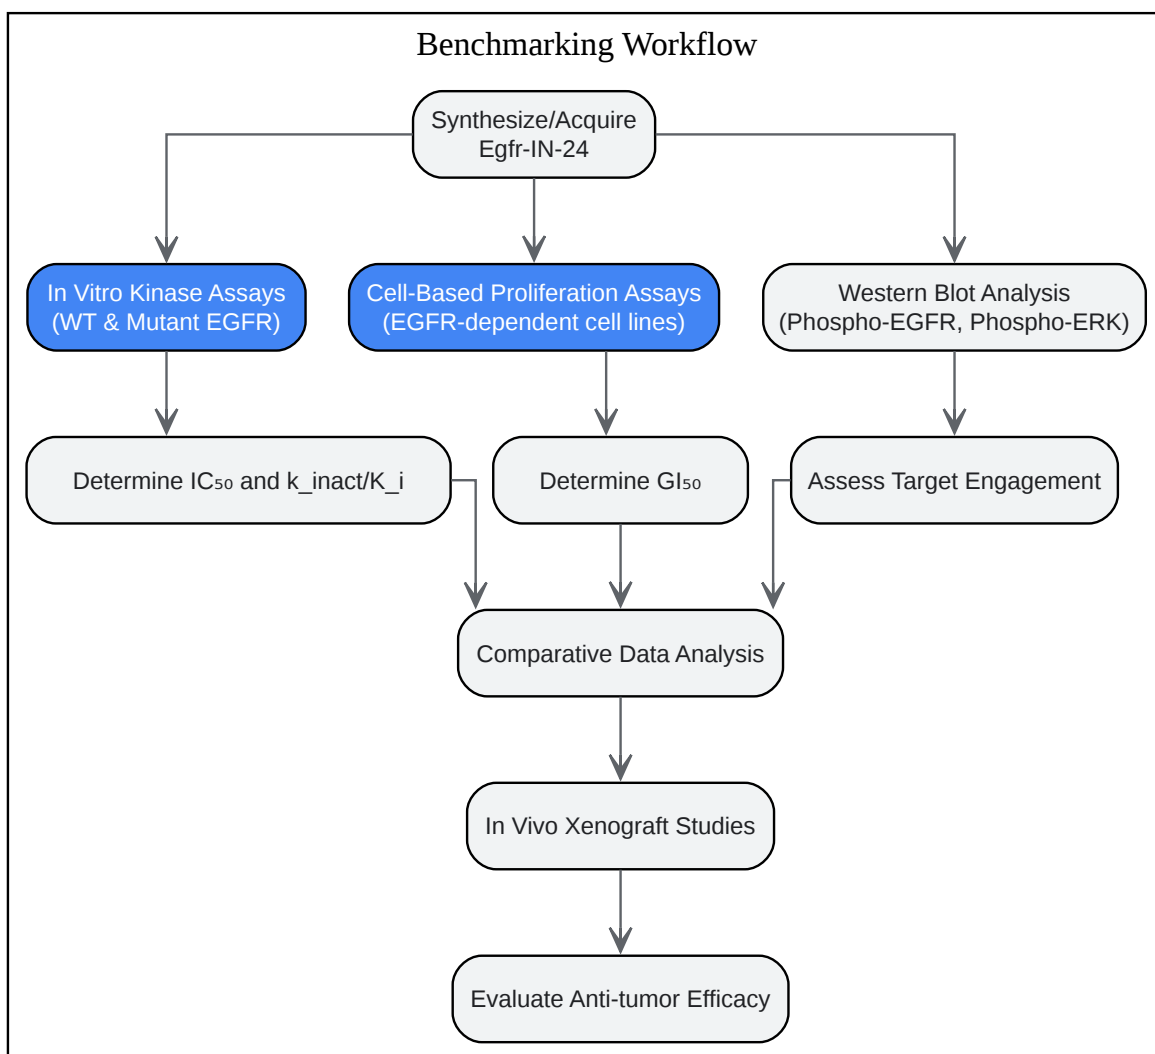 Benchmarking Workflow
Synthesize/Acquire
Egfr-IN-24
In Vitro Kinase Assays
(WT & Mutant EGFR)
Cell-Based Proliferation Assays
(EGFR-dependent cell lines)
Western Blot Analysis
(Phospho-EGFR, Phospho-ERK)
Determine IC₅₀ and k_inact/K_i
Determine GI₅₀
Assess Target Engagement
Comparative Data Analysis
In Vivo Xenograft Studies
Evaluate Anti-tumor Efficacy